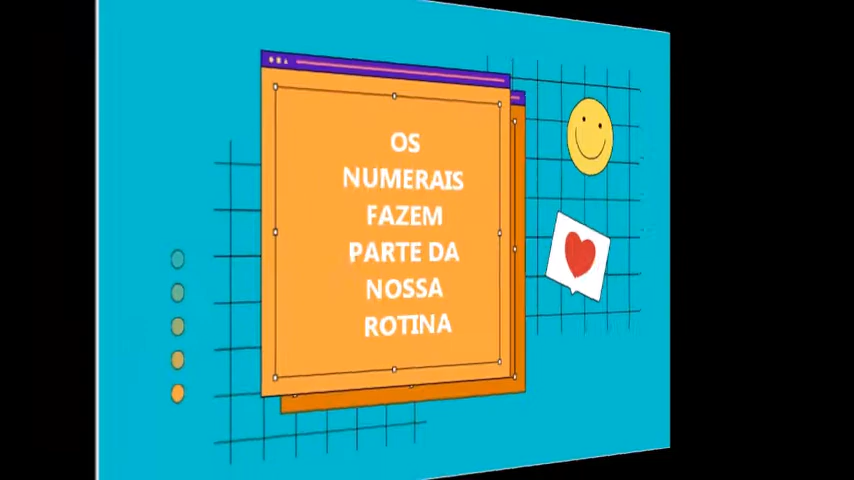 OS
NUMERAIS
FAZEM
PARTE DA
NOSSA
ROTINA